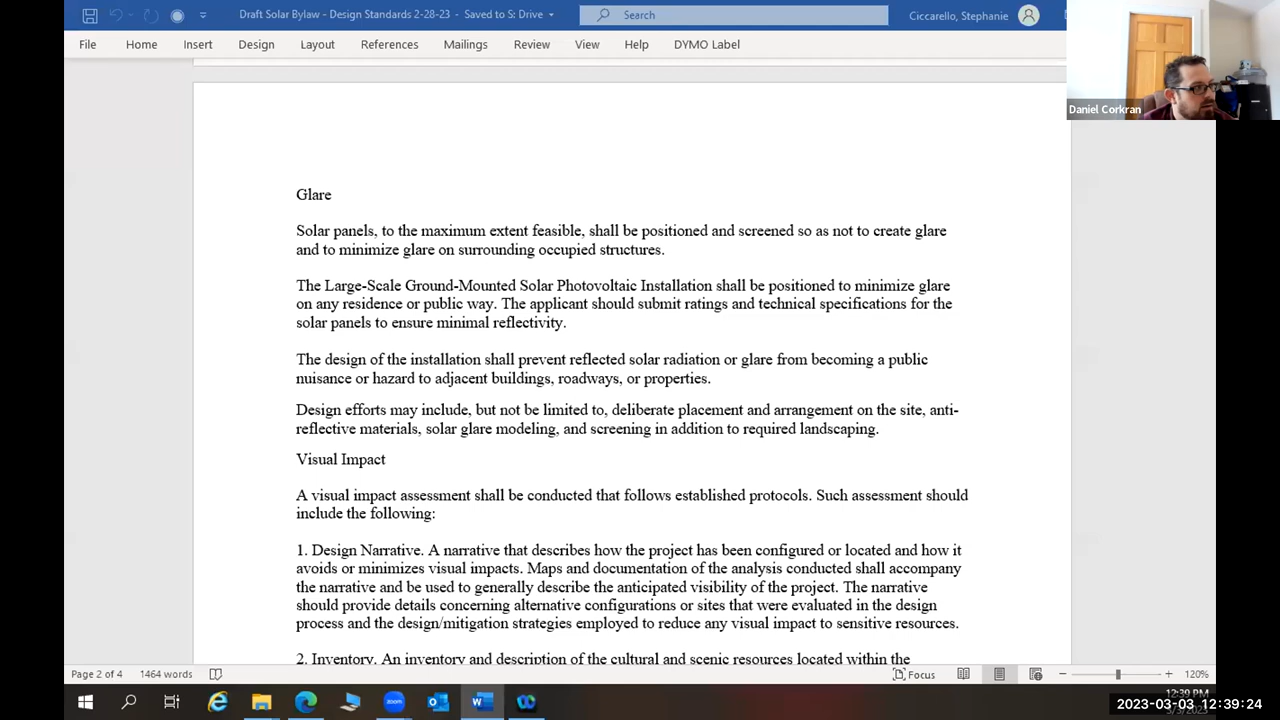 Draft Solar Bylaw - Design Standards 2-28-23 - Saved to S: Drive
Search
Ciccarello, Stephanie
File Home Insert Design Layout References Mailings Review View Help DYMO Label
Daniel Corkran
Glare
Solar panels, to the maximum extent feasible, shall be positioned and screened so as not to create glare
and to minimize glare on surrounding occupied structures.
The Large-Scale Ground-Mounted Solar Photovoltaic Installation shall be positioned to minimize glare
on any residence or public way. The applicant should submit ratings and technical specifications for the
solar panels to ensure minimal reflectivity.
The design of the installation shall prevent reflected solar radiation or glare from becoming a public
nuisance or hazard to adjacent buildings, roadways, or properties.
Design efforts may include, but not be limited to, deliberate placement and arrangement on the site, anti-
reflective materials, solar glare modeling, and screening in addition to required landscaping.
Visual Impact
A visual impact assessment shall be conducted that follows established protocols. Such assessment should
include the following:
1. Design Narrative. A narrative that describes how the project has been configured or located and how it
avoids or minimizes visual impacts. Maps and documentation of the analysis conducted shall accompany
the narrative and be used to generally describe the anticipated visibility of the project. The narrative
should provide details concerning alternative configurations or sites that were evaluated in the design
process and the design/mitigation strategies employed to reduce any visual impact to sensitive resources.
2. Inventory. An inventory and description of the cultural and scenic resources located within the
Page 2 of 4 1464 words Focus 120%
zoom
12:39 PM
2023-03-03 12:39:24